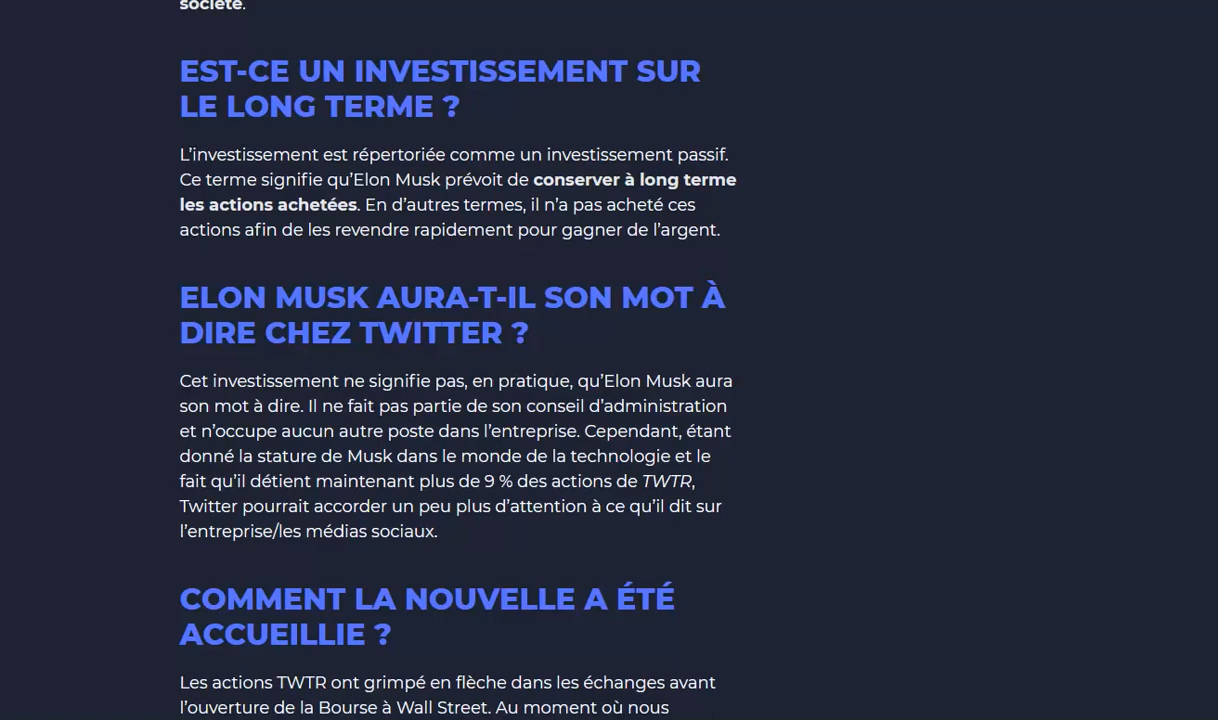 société.
EST-CE UN INVESTISSEMENT SUR
LE LONG TERME ?
L’investissement est répertoriée comme un investissement passif.
Ce terme signifie qu’Elon Musk prévoit de conserver à long terme
les actions achetées. En d’autres termes, il n’a pas acheté ces
actions afin de les revendre rapidement pour gagner de l’argent.
ELON MUSK AURA-T-IL SON MOT À
DIRE CHEZ TWITTER ?
Cet investissement ne signifie pas, en pratique, qu’Elon Musk aura
son mot à dire. Il ne fait pas partie de son conseil d’administration
et n’occupe aucun autre poste dans l’entreprise. Cependant, étant
donné la stature de Musk dans le monde de la technologie et le
fait qu’il détient maintenant plus de 9 % des actions de TWTR,
Twitter pourrait accorder un peu plus d’attention à ce qu’il dit sur
l’entreprise/les médias sociaux.
COMMENT LA NOUVELLE A ÉTÉ
ACCUEILLIE ?
Les actions TWTR ont grimpé en flèche dans les échanges avant
l’ouverture de la Bourse à Wall Street. Au moment où nous